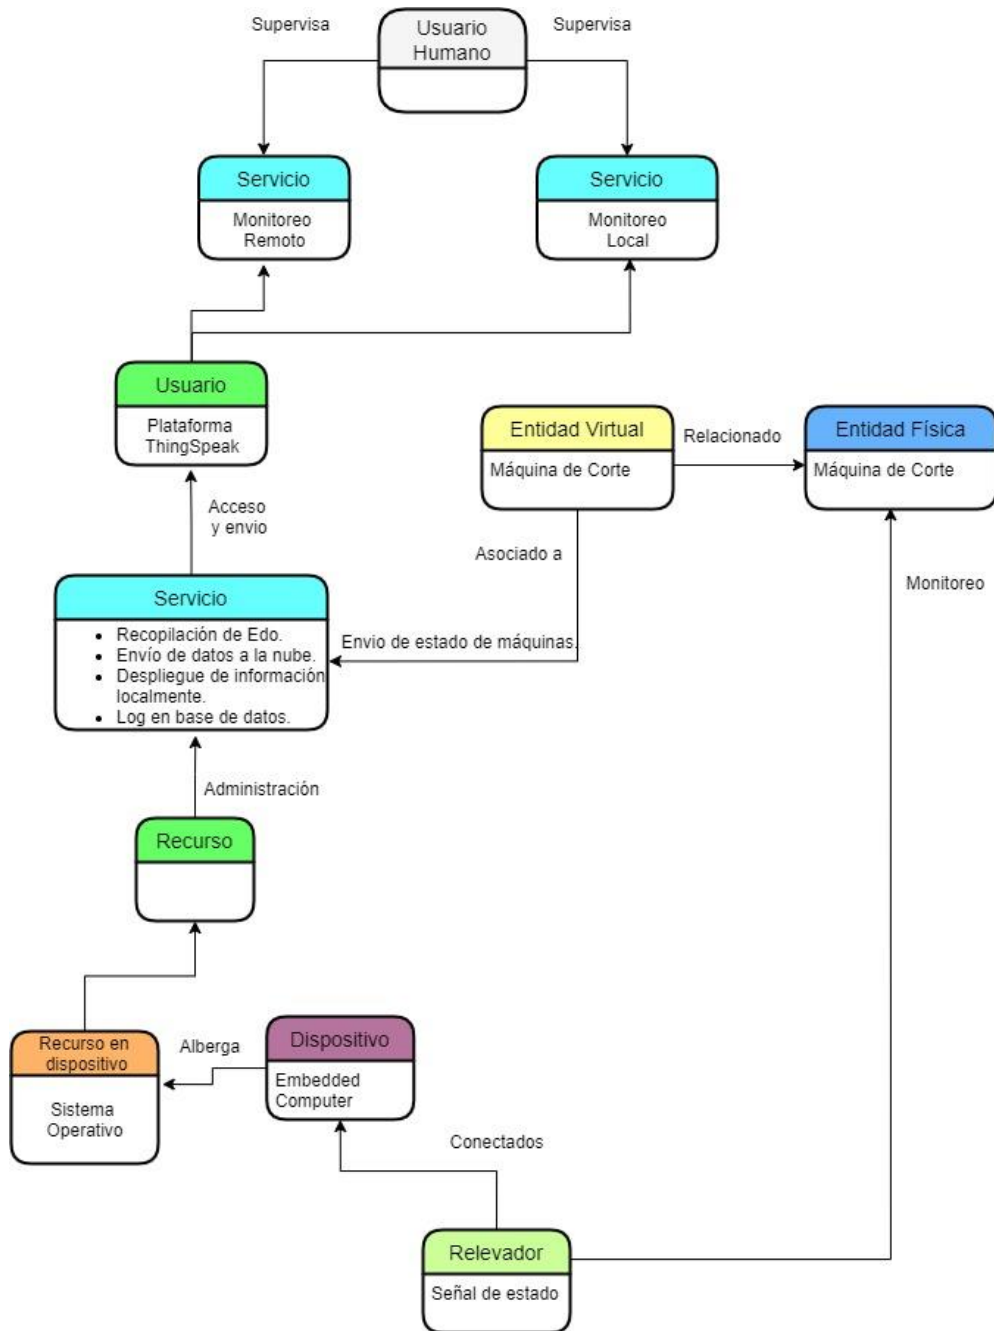 Supervisa
Usuario
Humano
Supervisa
Servicio
Monitoreo
Remoto
Servicio
Monitoreo
Local
Usuario
Plataforma
ThingSpeak
Entidad Virtual
Máquina de Corte
Relacionado
Entidad Física
Máquina de Corte
Acceso
y envio
Asociado a
Monitoreo
Servicio
• Recopilación de Edo.
• Envío de datos a la nube.
• Despliegue de información
localmente.
• Log en base de datos.
Envio de estado de máquinas.
Administración
Recurso
Recurso en
dispositivo
Sistema
Operativo
Alberga
Dispositivo
Embedded
Computer
Conectados
Relevador
Señal de estado